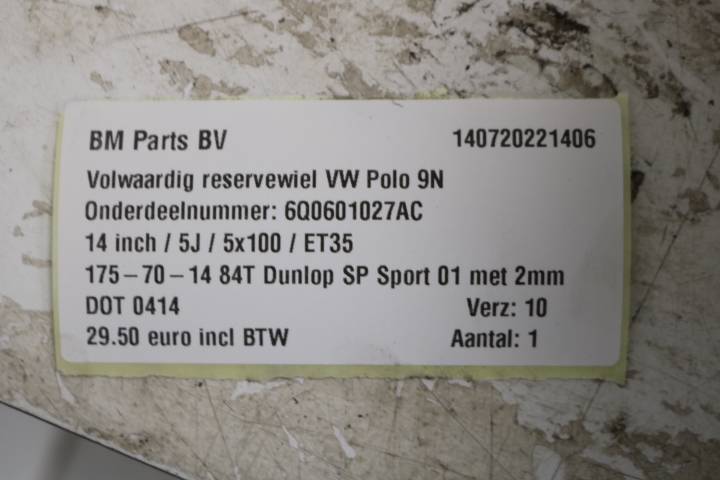 BM Parts BV 140720221406
Volwaardig reservewiel VW Polo 9N
Onderdeelnummer: 6Q0601027AC
14 inch / 5J / 5x100 / ET35
175-70-14 84T Dunlop SP Sport 01 met 2mm
DOT 0414 Verz: 10
29.50 euro incl BTW Aantal: 1